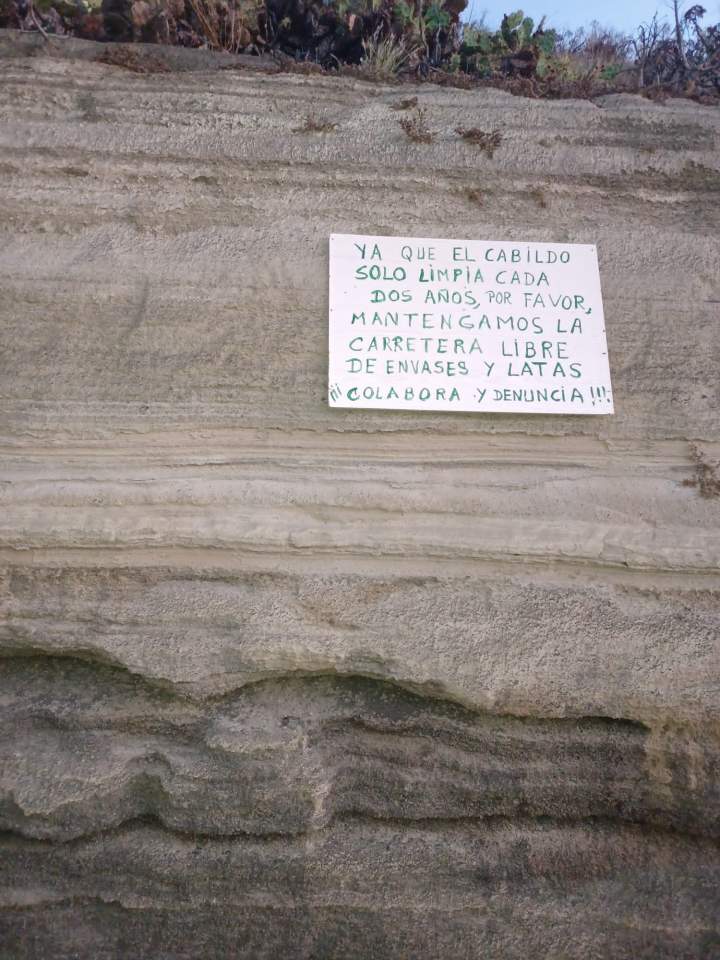 YA QUE EL CABILDO
SOLO LIMPIA CADA
DOS AÑOS, POR FAVOR,
MANTENGAMOS LA
CARRETERA LIBRE
DE ENVASES Y LATAS
¡¡¡ COLABORA Y DENUNCIA !!!